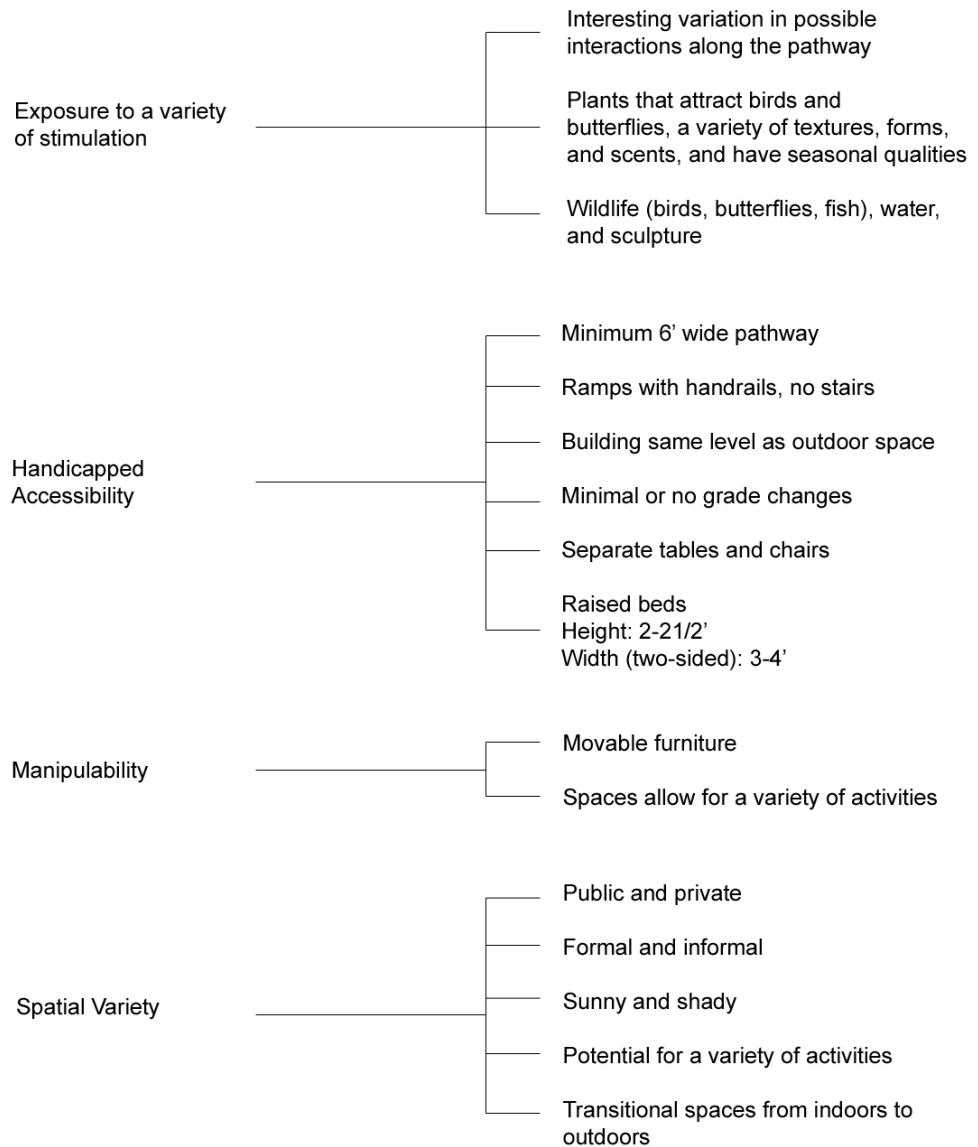 Exposure to a variety
of stimulation
Interesting variation in possible
interactions along the pathway
Plants that attract birds and
butterflies, a variety of textures, forms,
and scents, and have seasonal qualities
Wildlife (birds, butterflies, fish), water,
and sculpture
Handicapped
Accessibility
Minimum 6’ wide pathway
Ramps with handrails, no stairs
Building same level as outdoor space
Minimal or no grade changes
Separate tables and chairs
Raised beds
Height: 2-21/2’
Width (two-sided): 3-4’
Manipulability
Movable furniture
Spaces allow for a variety of activities
Spatial Variety
Public and private
Formal and informal
Sunny and shady
Potential for a variety of activities
Transitional spaces from indoors to
outdoors